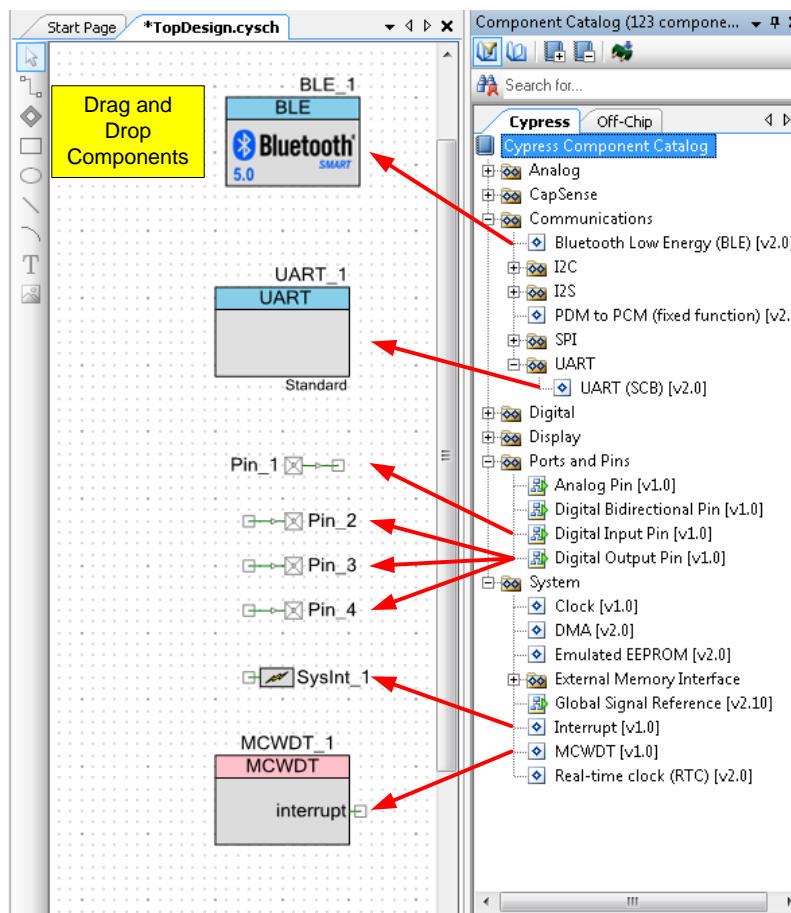 Start Page
*TopDesign.cysch
Drag and
Drop
Components
BLE_1
BLE
Bluetooth
SMART
5.0
UART_1
UART
Standard
Pin_1
Pin_2
Pin_3
Pin_4
SysInt_1
MCWDT_1
MCWDT
interrupt
Component Catalog (123 compone...
Search for...
Cypress
Off-Chip
Cypress Component Catalog
Analog
CapSense
Communications
Bluetooth Low Energy (BLE) [v2.0]
I2C
I2S
PDM to PCM (fixed function) [v2.
SPI
UART
UART (SCB) [v2.0]
Digital
Display
Ports and Pins
Analog Pin [v1.0]
Digital Bidirectional Pin [v1.0]
Digital Input Pin [v1.0]
Digital Output Pin [v1.0]
System
Clock [v1.0]
DMA [v2.0]
Emulated EEPROM [v2.0]
External Memory Interface
Global Signal Reference [v2.10]
Interrupt [v1.0]
MCWDT [v1.0]
Real-time clock (RTC) [v2.0]